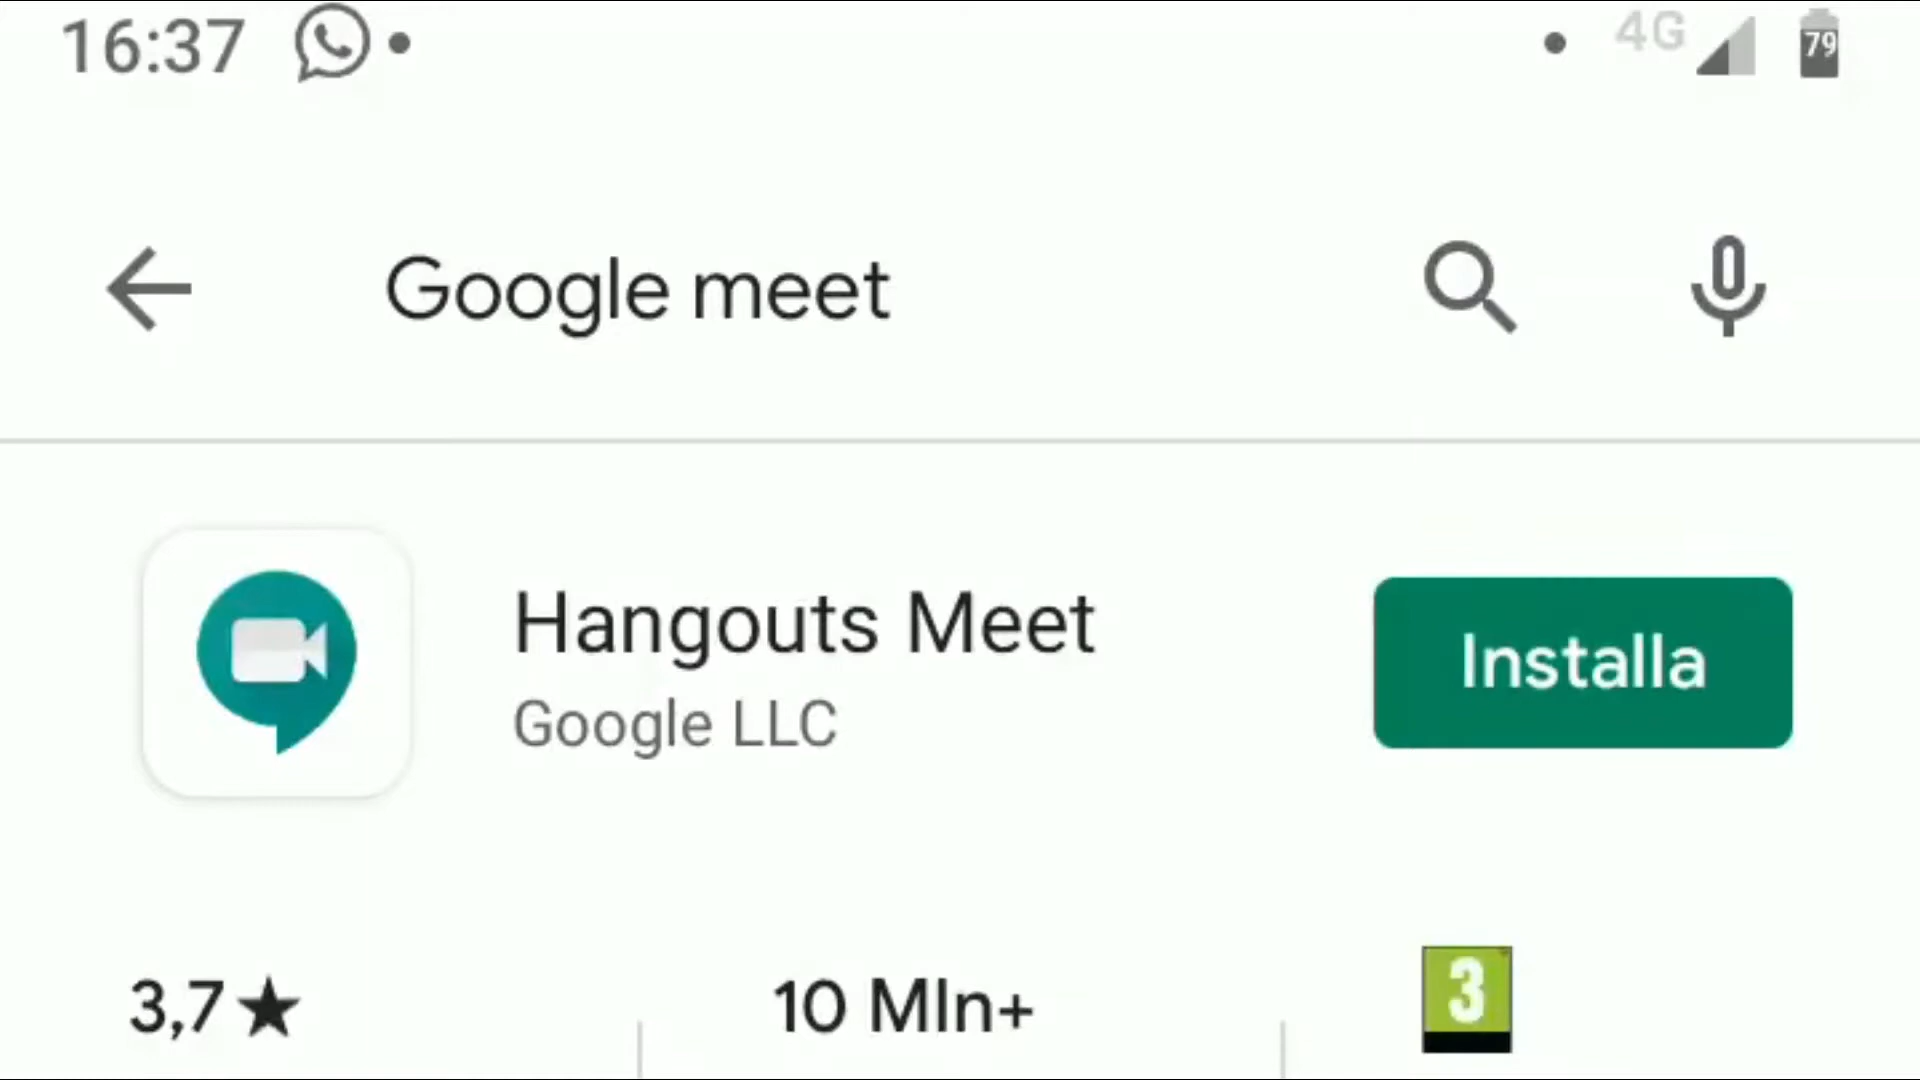 16:37 4G 79
Google meet
Hangouts Meet
Google LLC
Installa
3,7★ 10 Mln+ 3